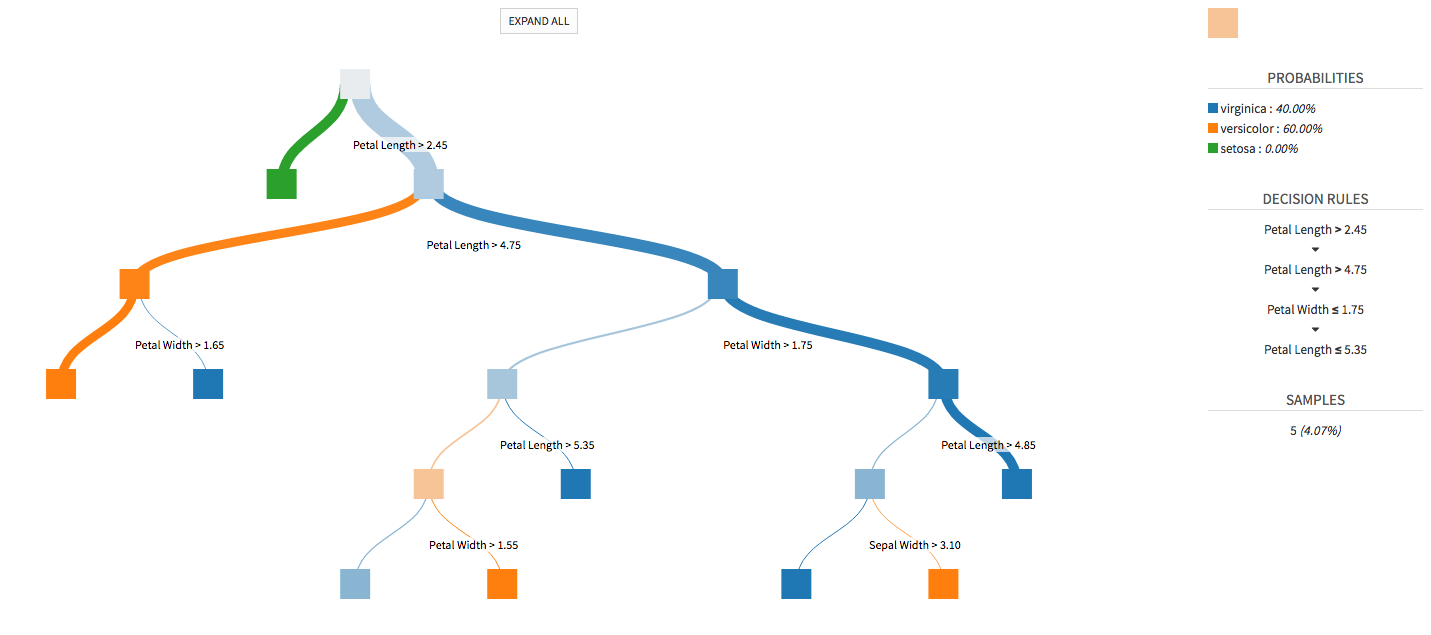 EXPAND ALL
Petal Length > 2.45
Petal Length > 4.75
Petal Width > 1.65
Petal Width > 1.75
Petal Length > 5.35
Petal Length > 4.85
Petal Width > 1.55
Sepal Width > 3.10
PROBABILITIES
virginica : 40.00%
versicolor : 60.00%
setosa : 0.00%
DECISION RULES
Petal Length > 2.45
Petal Length > 4.75
Petal Width ≤ 1.75
Petal Length ≤ 5.35
SAMPLES
5 (4.07%)